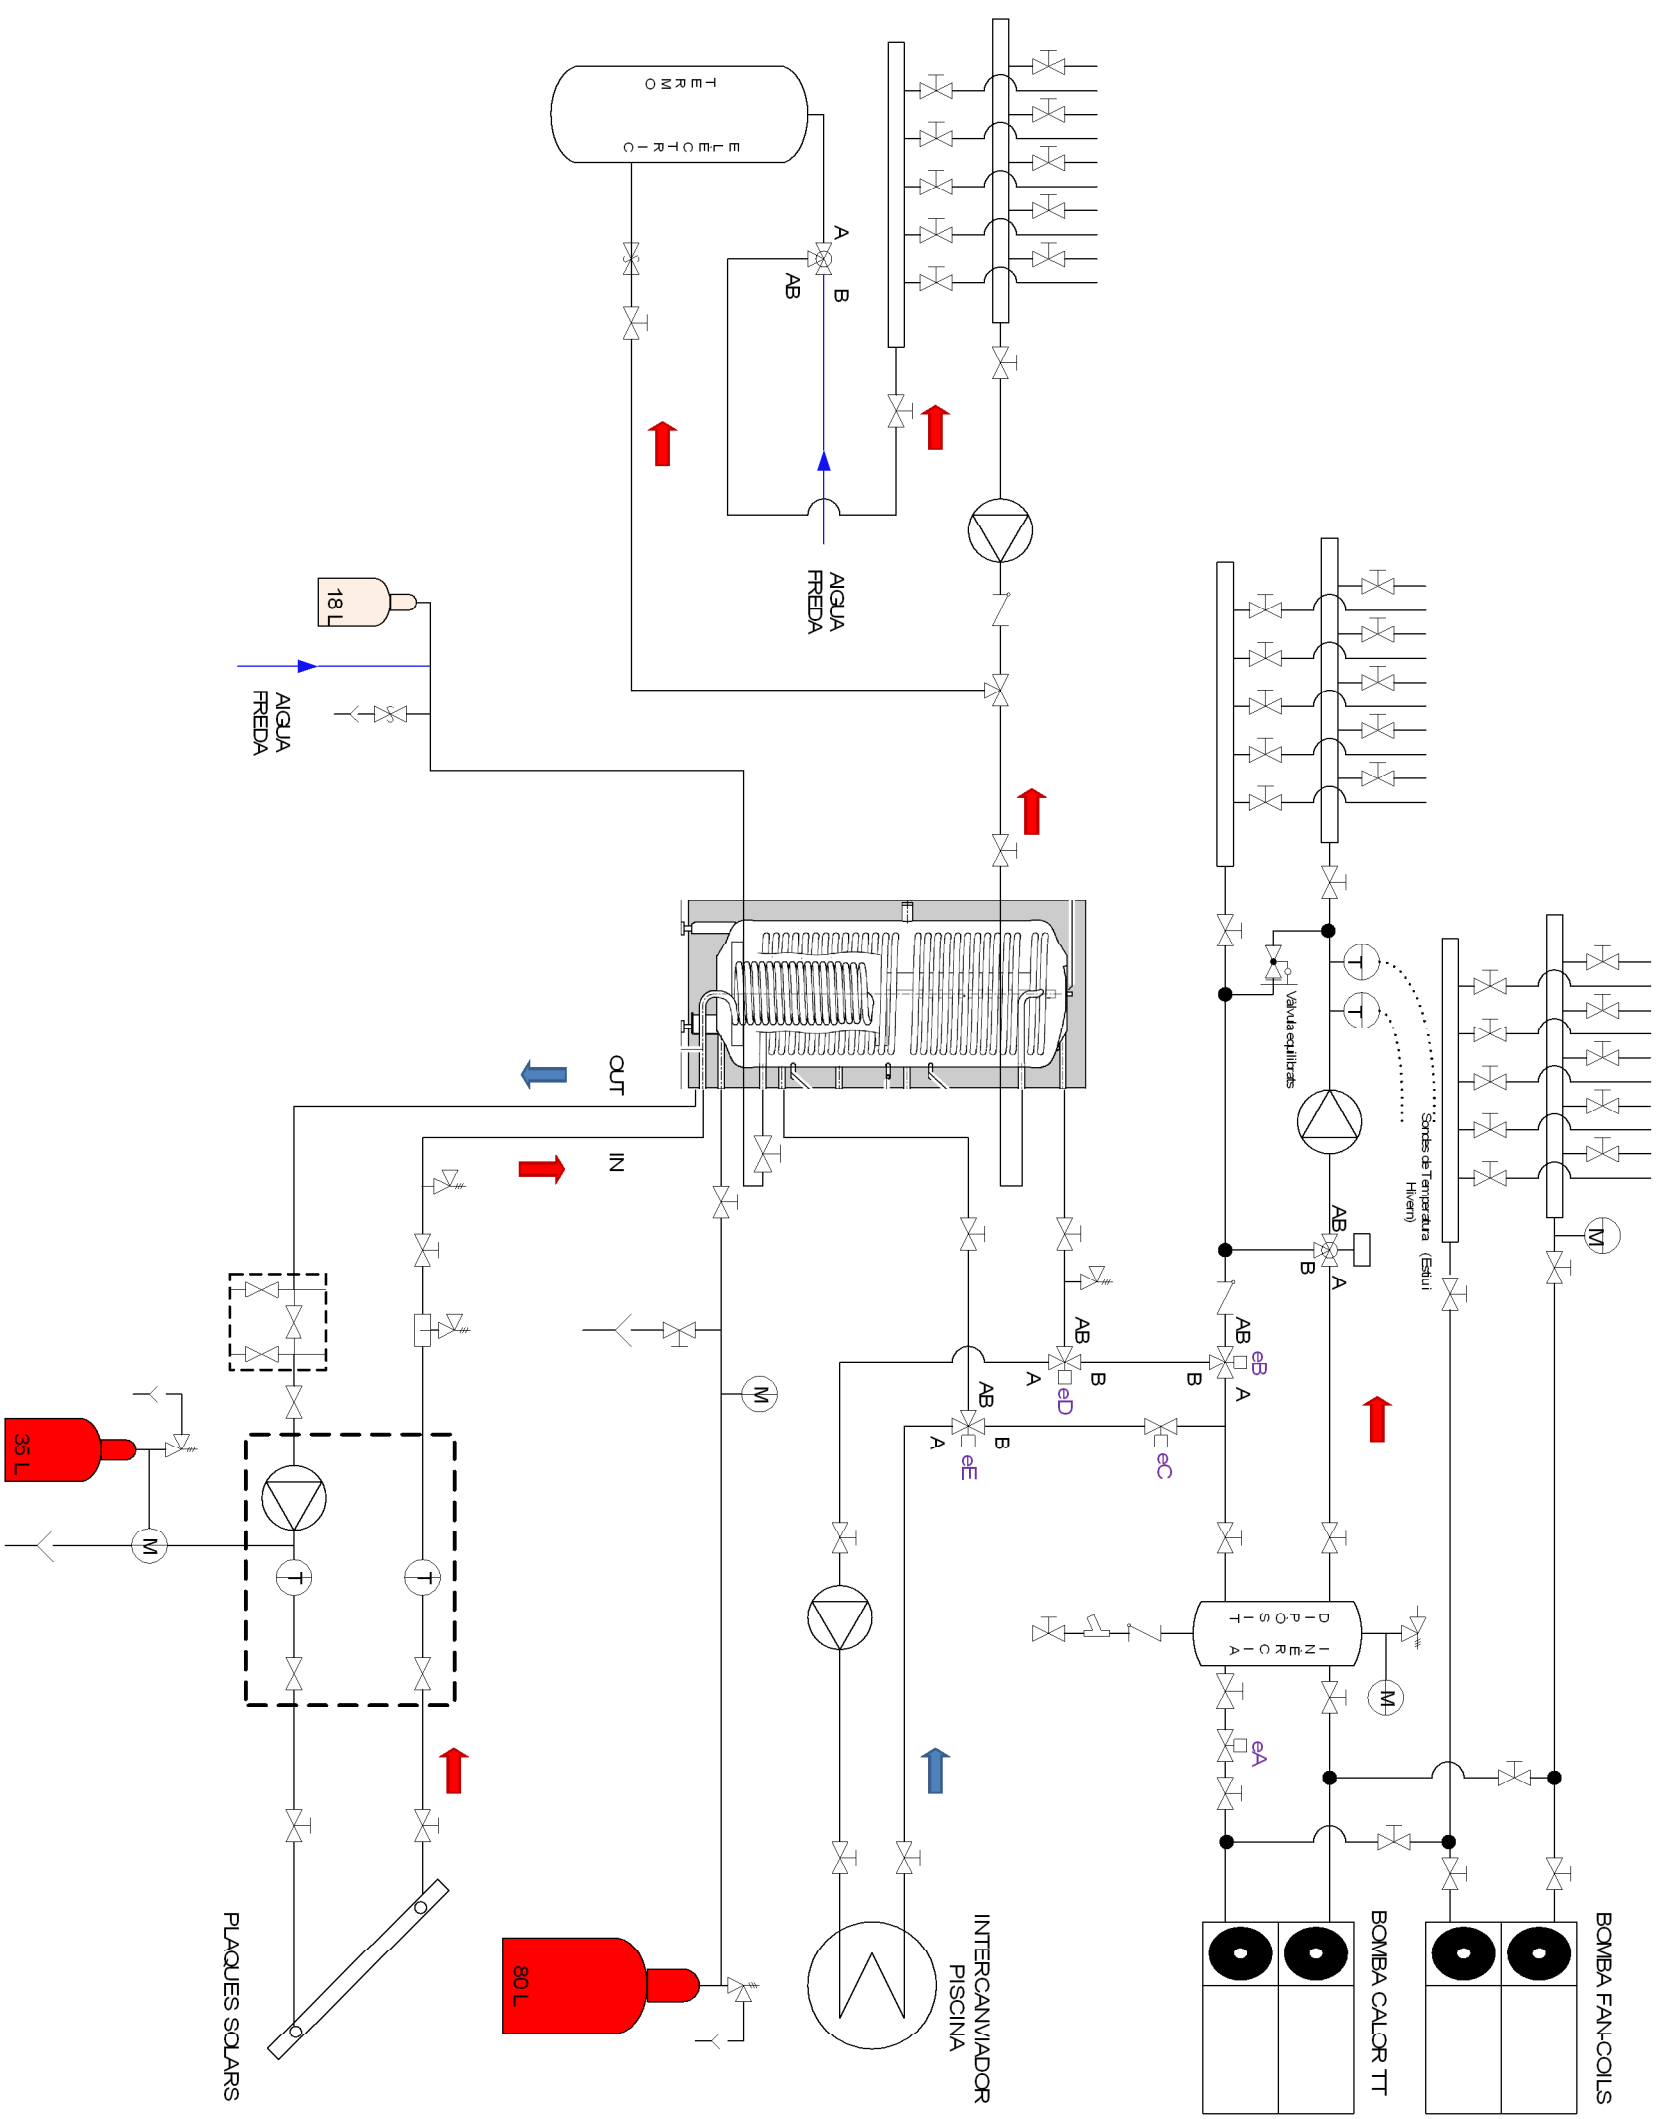 TERMO
ELÈCTRIC
A
B
AB
AIGUA
FREDA
18 L
AIGUA
FREDA
Vàlvula equilibrats
T
T
Sondes de Temperatura (Estiu i
Hivern)
M
OUT
IN
AB
B
A
AB
eB
B
A
AB
B
A
eD
AB
B
A
eE
eC
M
M
35 L
T
T
DIPÒSIT
INÈRCIA
M
eA
80 L
PLAQUES SOLARS
INTERCANVIADOR
PISCINA
BOMBA CALOR TT
BOMBA FAN-COILS